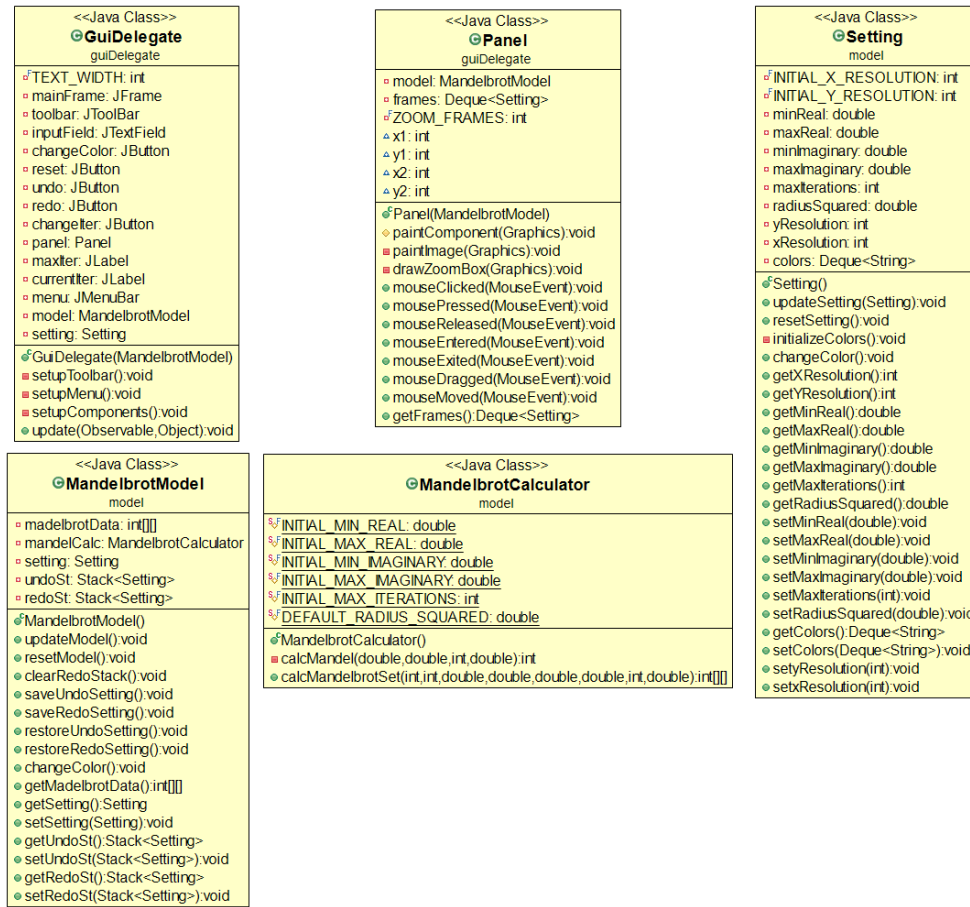 <<Java Class>>
GuiDelegate
guiDelegate
TEXT_WIDTH: int
mainFrame: JFrame
toolbar: JToolBar
inputField: JTextField
changeColor: JButton
reset: JButton
undo: JButton
redo: JButton
changeIter: JButton
panel: Panel
maxIter: JLabel
currentIter: JLabel
menu: JMenuBar
model: MandelbrotModel
setting: Setting
GuiDelegate(MandelbrotModel)
setupToolbar():void
setupMenu():void
setupComponents():void
update(Observable,Object):void
<<Java Class>>
Panel
guiDelegate
model: MandelbrotModel
frames: Deque<Setting>
ZOOM_FRAMES: int
x1: int
y1: int
x2: int
y2: int
Panel(MandelbrotModel)
paintComponent(Graphics):void
paintImage(Graphics):void
drawZoomBox(Graphics):void
mouseClicked(MouseEvent):void
mousePressed(MouseEvent):void
mouseReleased(MouseEvent):void
mouseEntered(MouseEvent):void
mouseExited(MouseEvent):void
mouseDragged(MouseEvent):void
mouseMoved(MouseEvent):void
getFrames():Deque<Setting>
<<Java Class>>
Setting
model
INITIAL_X_RESOLUTION: int
INITIAL_Y_RESOLUTION: int
minReal: double
maxReal: double
minImaginary: double
maxImaginary: double
maxIterations: int
radiusSquared: double
yResolution: int
xResolution: int
colors: Deque<String>
Setting()
updateSetting(Setting):void
resetSetting():void
initializeColors():void
changeColor():void
getXResolution():int
getYResolution():int
getMinReal():double
getMaxReal():double
getMinImaginary():double
getMaxImaginary():double
getMaxIterations():int
getRadiusSquared():double
setMinReal(double):void
setMaxReal(double):void
setMinImaginary(double):void
setMaxImaginary(double):void
setMaxIterations(int):void
setRadiusSquared(double):void
getColors():Deque<String>
setColors(Deque<String>):void
setyResolution(int):void
setxResolution(int):void
<<Java Class>>
MandelbrotModel
model
madelbrotData: int[][]
mandelCalc: MandelbrotCalculator
setting: Setting
undoSt: Stack<Setting>
redoSt: Stack<Setting>
MandelbrotModel()
updateModel():void
resetModel():void
clearRedoStack():void
saveUndoSetting():void
saveRedoSetting():void
restoreUndoSetting():void
restoreRedoSetting():void
changeColor():void
getMadelbrotData():int[][]
getSetting():Setting
setSetting(Setting):void
getUndoSt():Stack<Setting>
setUndoSt(Stack<Setting>):void
getRedoSt():Stack<Setting>
setRedoSt(Stack<Setting>):void
<<Java Class>>
MandelbrotCalculator
model
INITIAL_MIN_REAL: double
INITIAL_MAX_REAL: double
INITIAL_MIN_IMAGINARY: double
INITIAL_MAX_IMAGINARY: double
INITIAL_MAX_ITERATIONS: int
DEFAULT_RADIUS_SQUARED: double
MandelbrotCalculator()
calcMandel(double,double,int,double):int
calcMandelbrotSet(int,int,double,double,double,double,int,double):int[][]